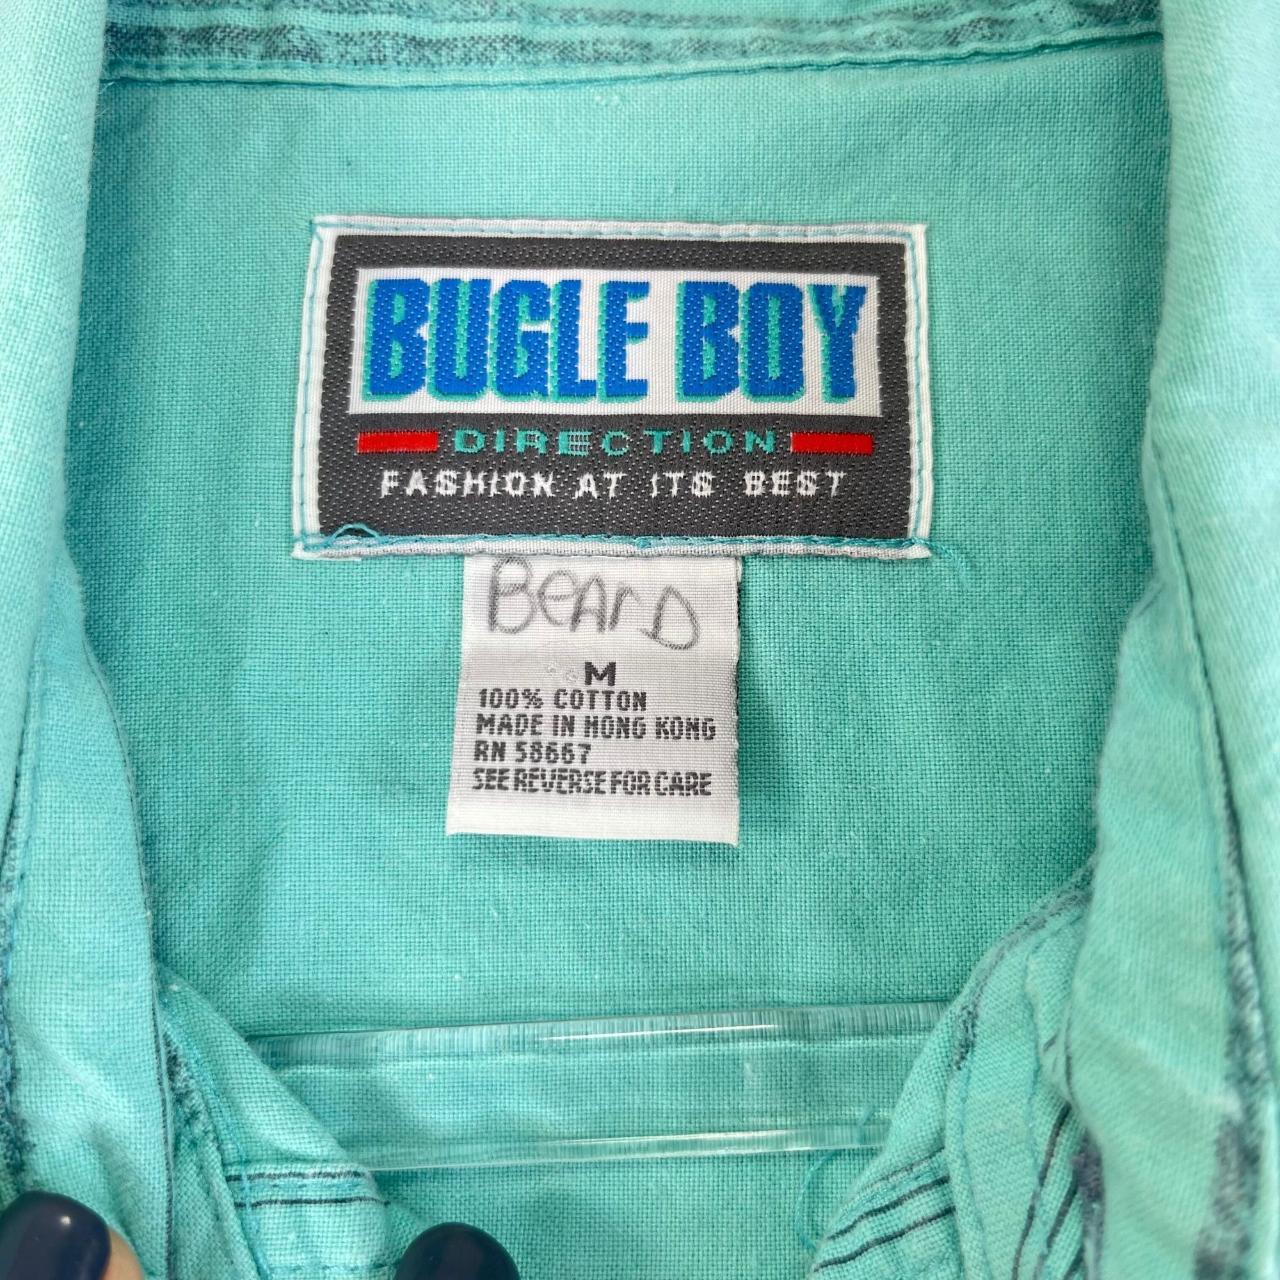 BUGLE BOY
DIRECTION
FASHION AT ITS BEST
BeArD
M
100% COTTON
MADE IN HONG KONG
RN 58667
SEE REVERSE FOR CARE